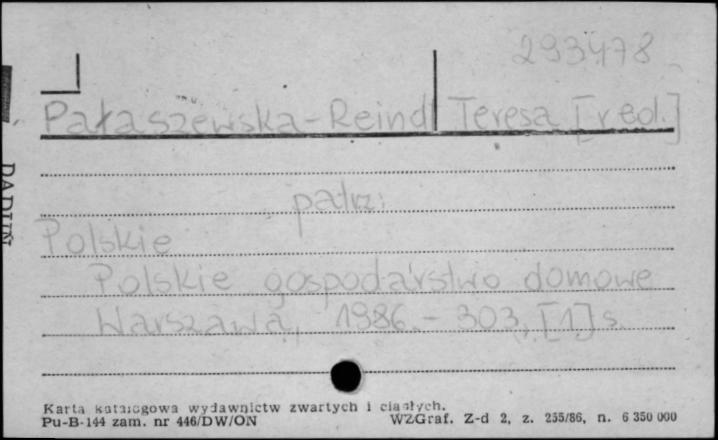 293478
Pałaszewska-Reindl Teresa [red.]
patrz:
Polskie
Polskie gospodarstwo domowe
Warszawa, 1986.- 303, [1] s.
Karta katalogowa wydawnictw zwartych i ciągłych.
Pu-B-144 zam. nr 446/DW/ON WZGraf. Z-d 2, z. 255/86, n. 6 350 000